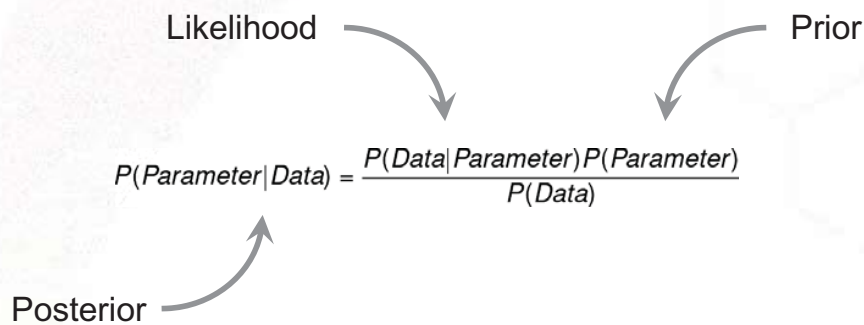 Likelihood Prior
P(Parameter|Data) = P(Data|Parameter)P(Parameter)
P(Data)
Posterior